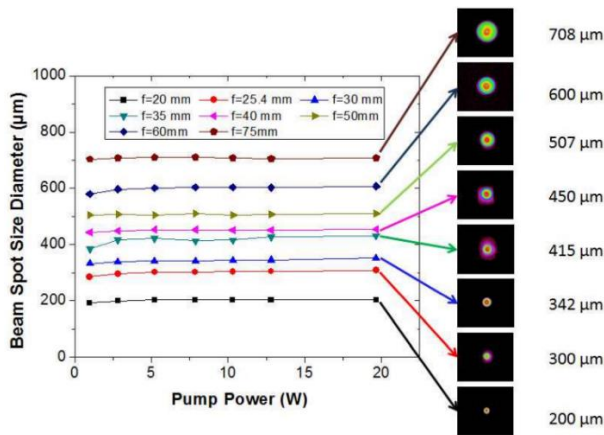 Beam Spot Size Diameter (µm)
1000
800
600
400
200
0
f=20 mm f=25.4 mm f=30 mm
f=35 mm f=40 mm f=50mm
f=60mm f=75mm
0 5 10 15 20
Pump Power (W)
708 µm
600 µm
507 µm
450 µm
415 µm
342 µm
300 µm
200 µm